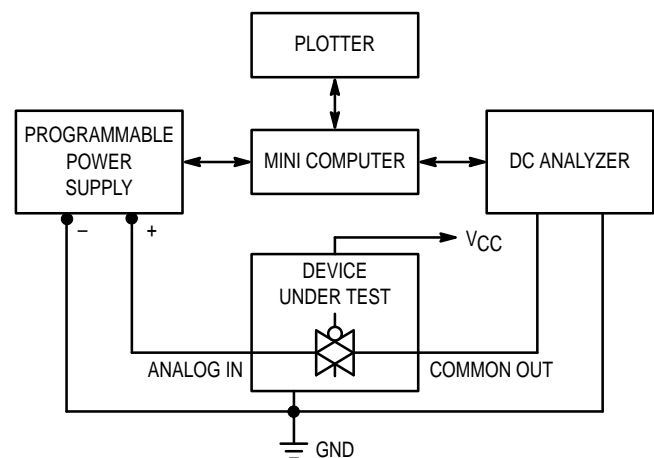 PLOTTER
PROGRAMMABLE
POWER
SUPPLY
MINI COMPUTER
DC ANALYZER
– +
VCC
DEVICE
UNDER TEST
ANALOG IN
COMMON OUT
GND